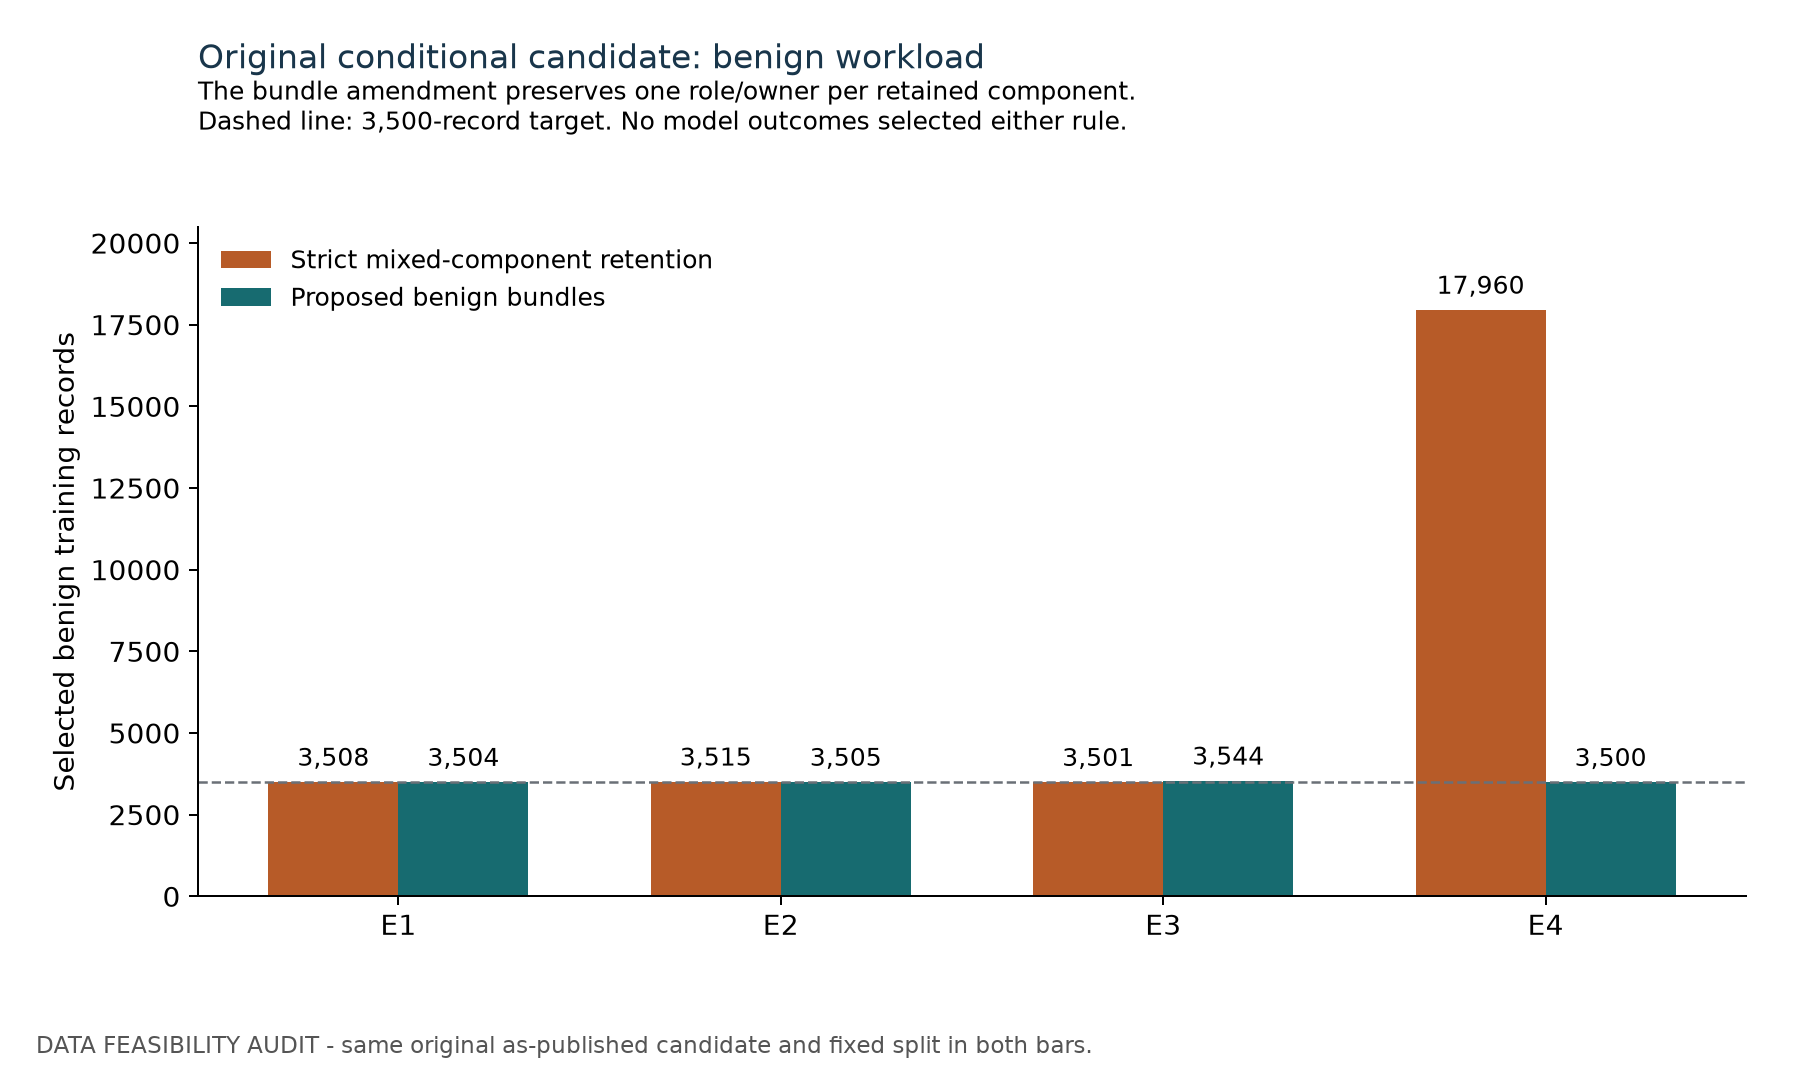 Original conditional candidate: benign workload
The bundle amendment preserves one role/owner per retained component.
Dashed line: 3,500-record target. No model outcomes selected either rule.
Strict mixed-component retention
Proposed benign bundles
Selected benign training records
20000
17500
15000
12500
10000
7500
5000
2500
0
3,508
3,504
3,515
3,505
3,501
3,544
17,960
3,500
E1
E2
E3
E4
DATA FEASIBILITY AUDIT - same original as-published candidate and fixed split in both bars.